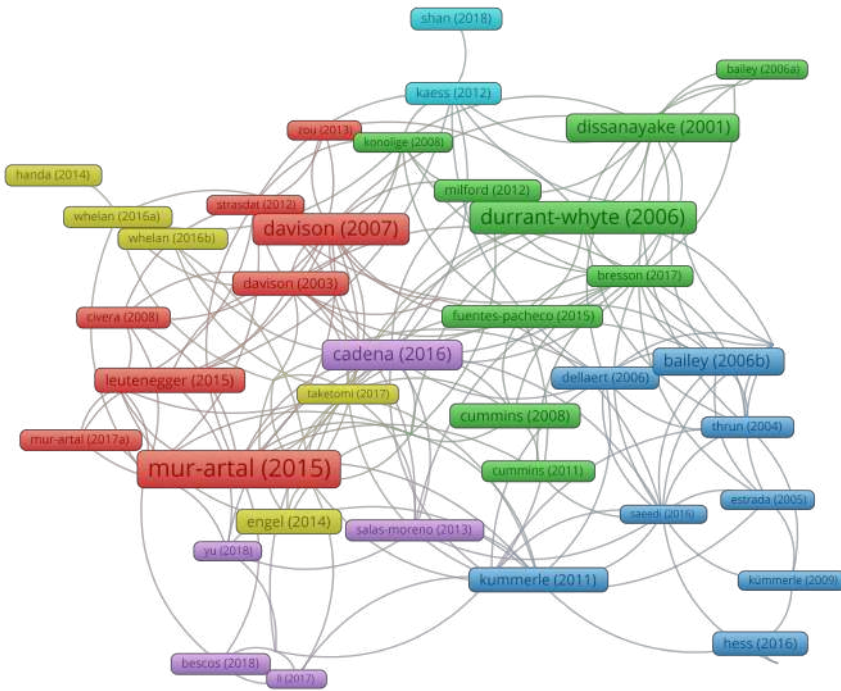 shan (2018)
bailey (2006a)
kaess (2012)
dissanayake (2001)
zou (2013)
konolige (2008)
handa (2014)
milford (2012)
strasdat (2012)
whelan (2016a)
durrant-whyte (2006)
davison (2007)
whelan (2016b)
bresson (2017)
davison (2003)
civera (2008)
fuentes-pacheco (2015)
cadena (2016)
bailey (2006b)
leutenegger (2015)
dellaert (2006)
taketomi (2017)
cummins (2008)
thrun (2004)
mur-artal (2017a)
mur-artal (2015)
cummins (2011)
estrada (2005)
saeedi (2016)
engel (2014)
salas-moreno (2013)
yu (2018)
kummerle (2011)
kümmerle (2009)
hess (2016)
bescos (2018)
li (2017)